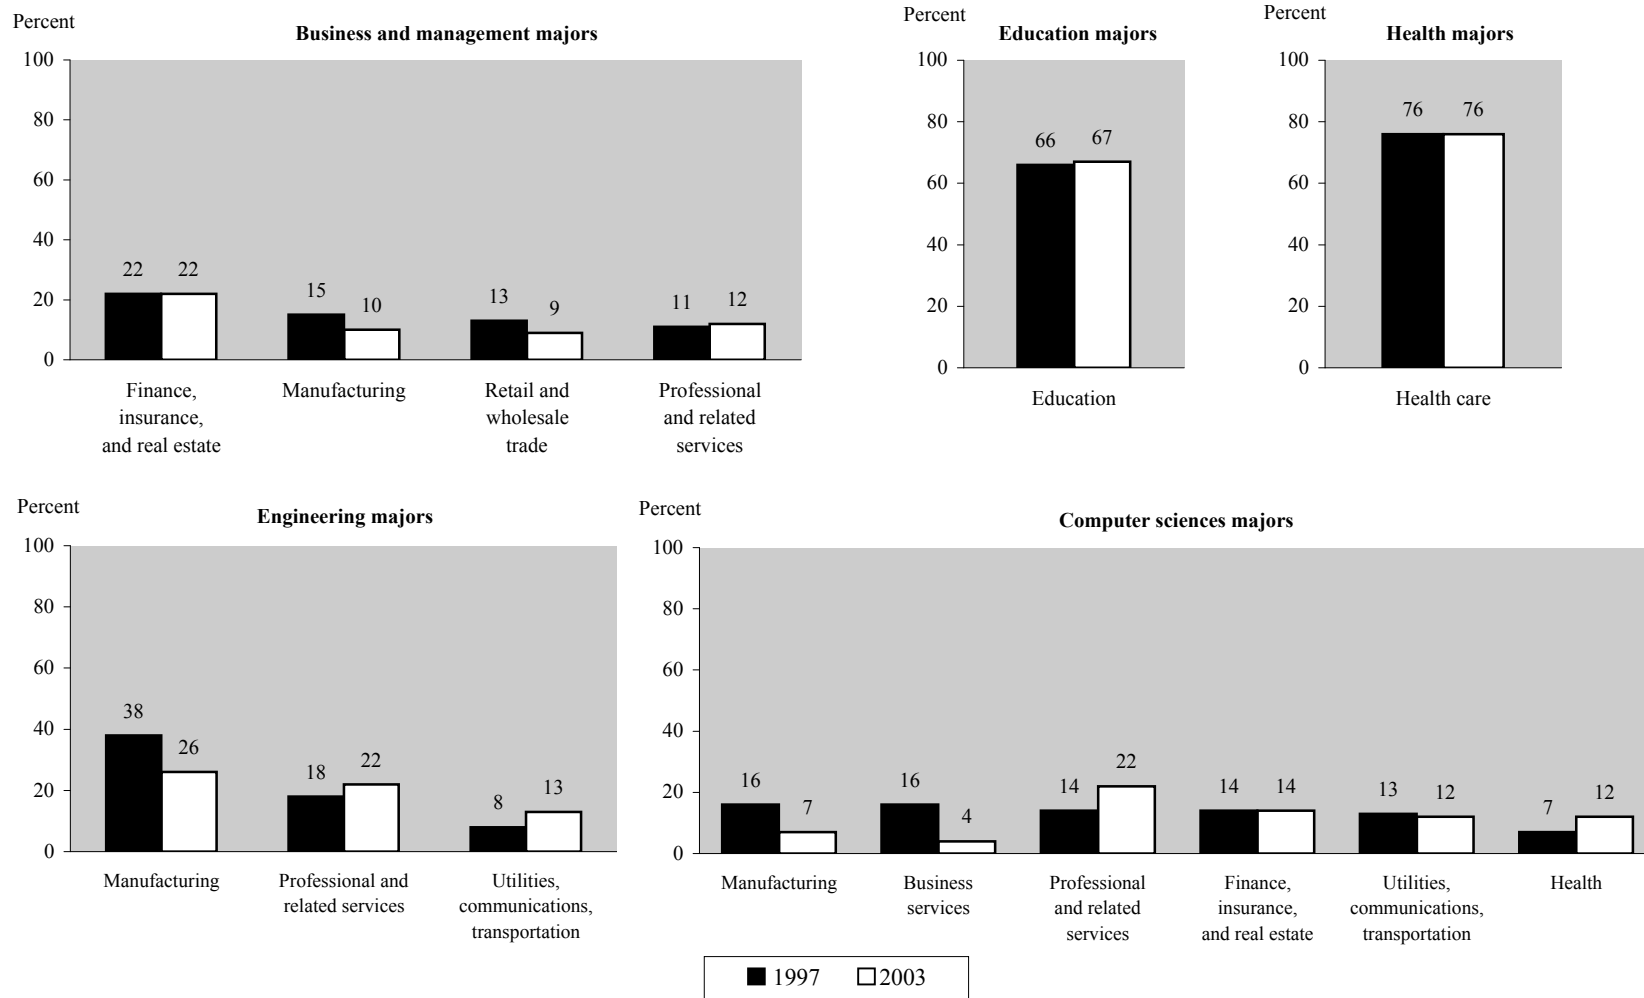 Percent
Business and management majors
100
80
60
40
20
0
22
22
15
10
13
9
11
12
Finance,
insurance,
and real estate
Manufacturing
Retail and
wholesale
trade
Professional
and related
services
Percent
Education majors
100
80
60
40
20
0
66
67
Education
Percent
Health majors
100
80
60
40
20
0
76
76
Health care
Percent
Engineering majors
100
80
60
40
20
0
38
26
18
22
8
13
Manufacturing
Professional and
related services
Utilities,
communications,
transportation
Percent
Computer sciences majors
100
80
60
40
20
0
16
7
16
4
14
22
14
14
13
12
7
12
Manufacturing
Business
services
Professional
and related
services
Finance,
insurance,
and real estate
Utilities,
communications,
transportation
Health
1997
2003